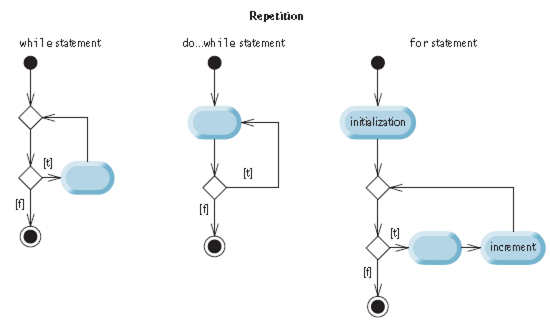 Repetition
while statement
do...while statement
for statement
initialization
[t]
[f]
[t]
[f]
[t]
increment
[f]